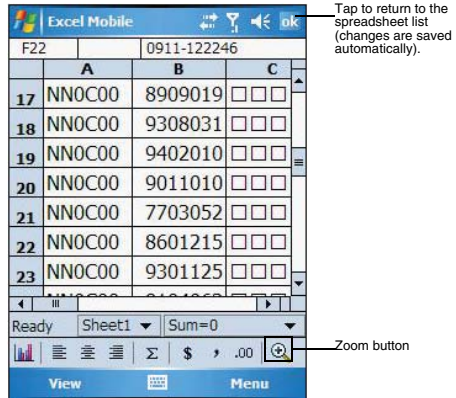 Excel Mobile
ok
Tap to return to the
spreadsheet list
(changes are saved
automatically).
F22 0911-122246
A B C
17 NN0C00 8909019 □□□
18 NN0C00 9308031 □□□
19 NN0C00 9402010 □□□
20 NN0C00 9011010 □□□
21 NN0C00 7703052 □□□
22 NN0C00 8601215 □□□
23 NN0C00 9301125 □□□
Ready Sheet1 Sum=0
Σ $ , .00
Zoom button
View Menu